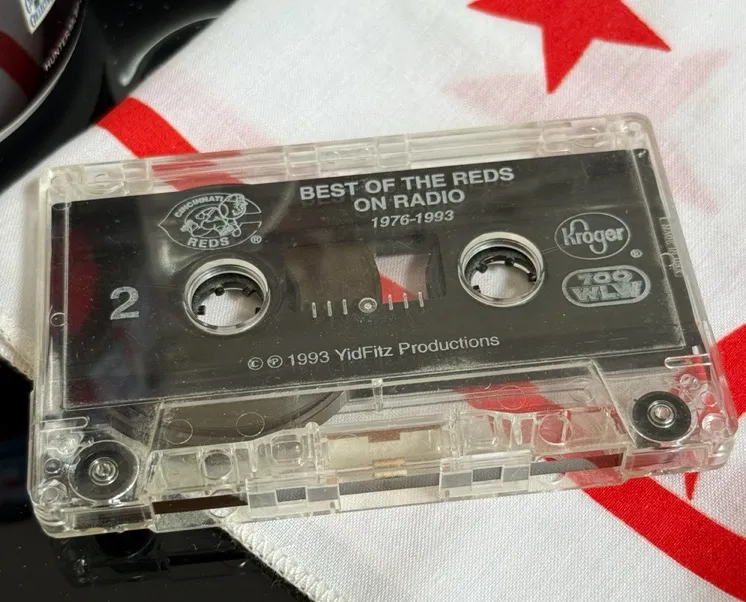 BEST OF THE REDS
ON RADIO
1976-1993
CINCINNATI
REDS ®
Kroger ®
700
WLW
2
© ℗ 1993 YidFitz Productions